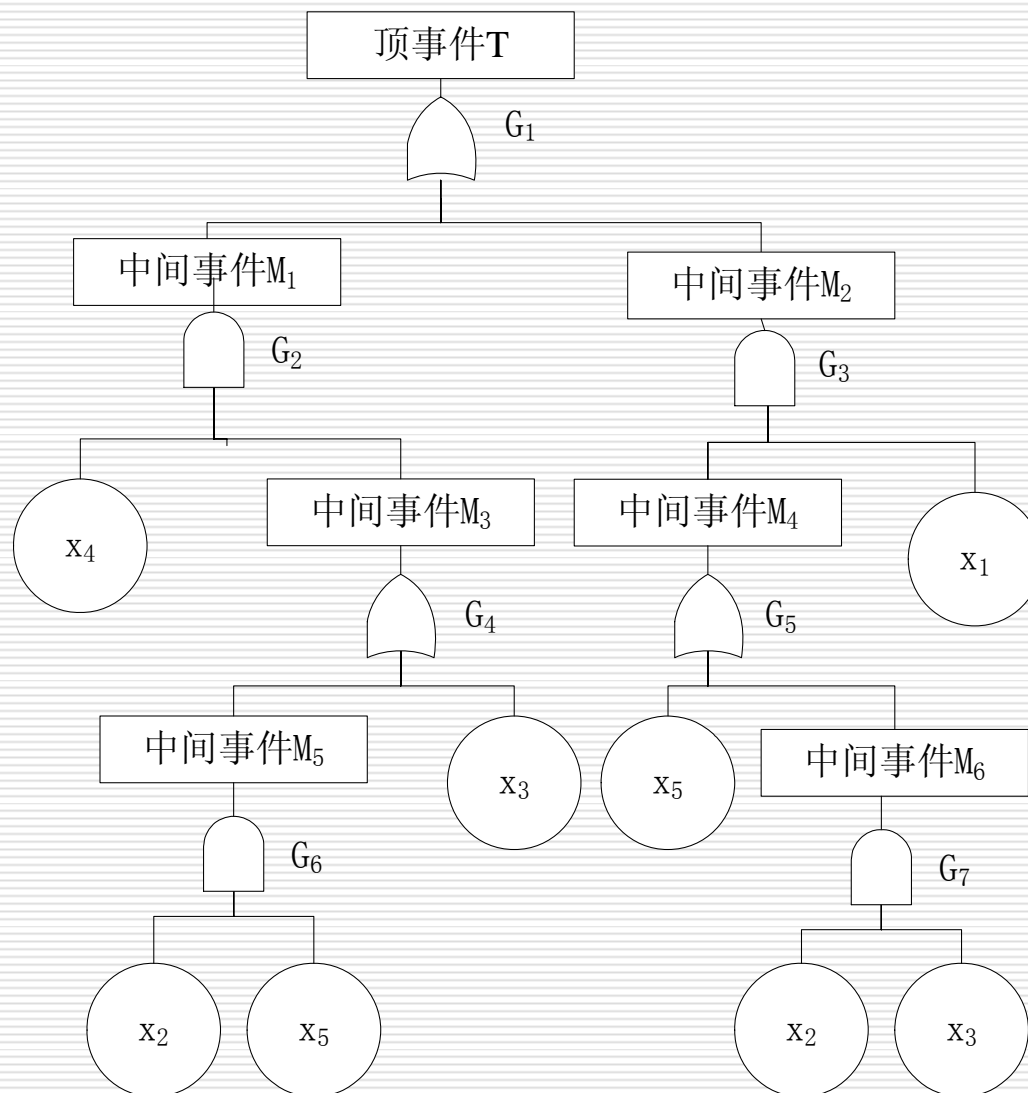 顶事件T
G₁
中间事件M₁
中间事件M₂
G₂
G₃
中间事件M₃
中间事件M₄
x₄
x₁
G₄
G₅
中间事件M₅
x₃
x₅
中间事件M₆
G₆
G₇
x₂
x₅
x₂
x₃